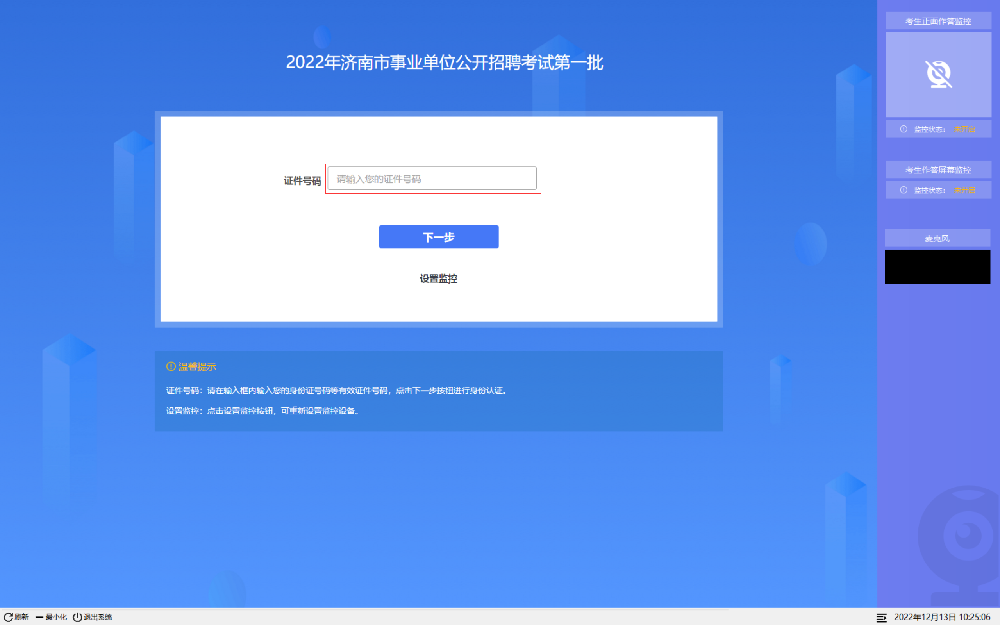 2022年济南市事业单位公开招聘考试第一批
证件号码 请输入您的证件号码
下一步
设置监控
温馨提示
证件号码：请在输入框内输入您的身份证号码等有效证件号码，点击下一步按钮进行身份认证。
设置监控：点击设置监控按钮，可重新设置监控设备。
考生正面作答监控
监控状态： 未开启
考生作答屏幕监控
监控状态： 未开启
麦克风
刷新 最小化 退出系统
2022年12月13日 10:25:06